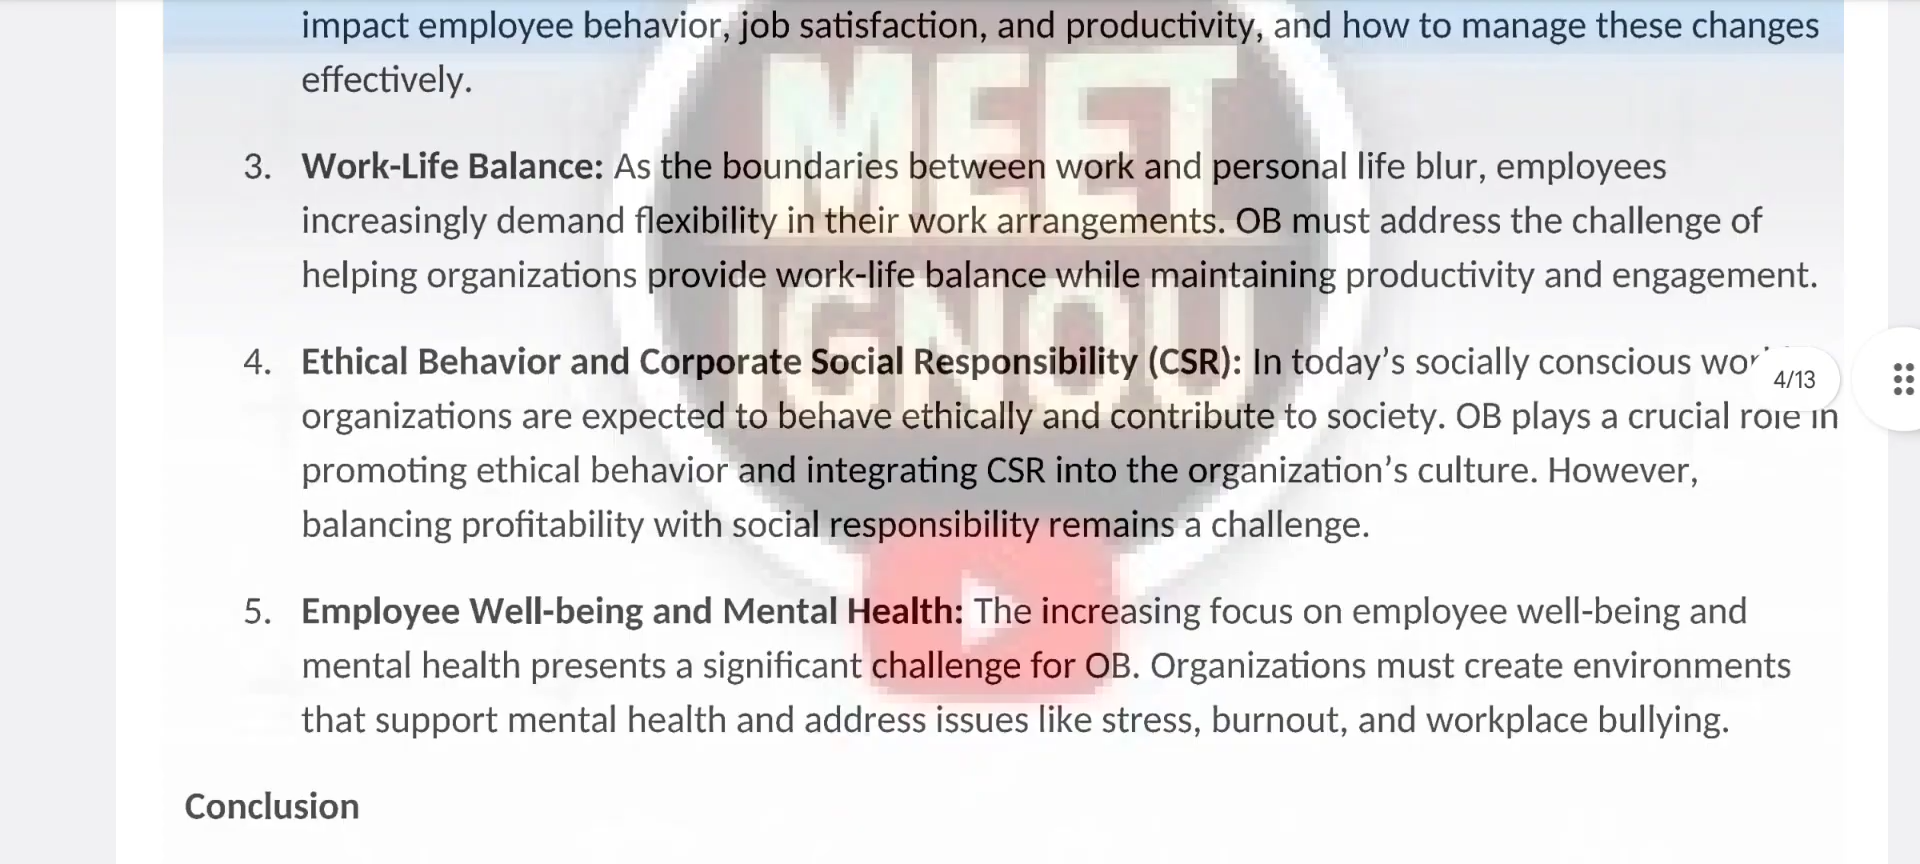 impact employee behavior, job satisfaction, and productivity, and how to manage these changes
effectively.
3. Work-Life Balance: As the boundaries between work and personal life blur, employees
increasingly demand flexibility in their work arrangements. OB must address the challenge of
helping organizations provide work-life balance while maintaining productivity and engagement.
4. Ethical Behavior and Corporate Social Responsibility (CSR): In today's socially conscious
4/13
organizations are expected to behave ethically and contribute to society. OB plays a crucial role in
promoting ethical behavior and integrating CSR into the organization's culture. However,
balancing profitability with social responsibility remains a challenge.
5. Employee Well-being and Mental Health: The increasing focus on employee well-being and
mental health presents a significant challenge for OB. Organizations must create environments
that support mental health and address issues like stress, burnout, and workplace bullying.
Conclusion
MEET
IGNOU